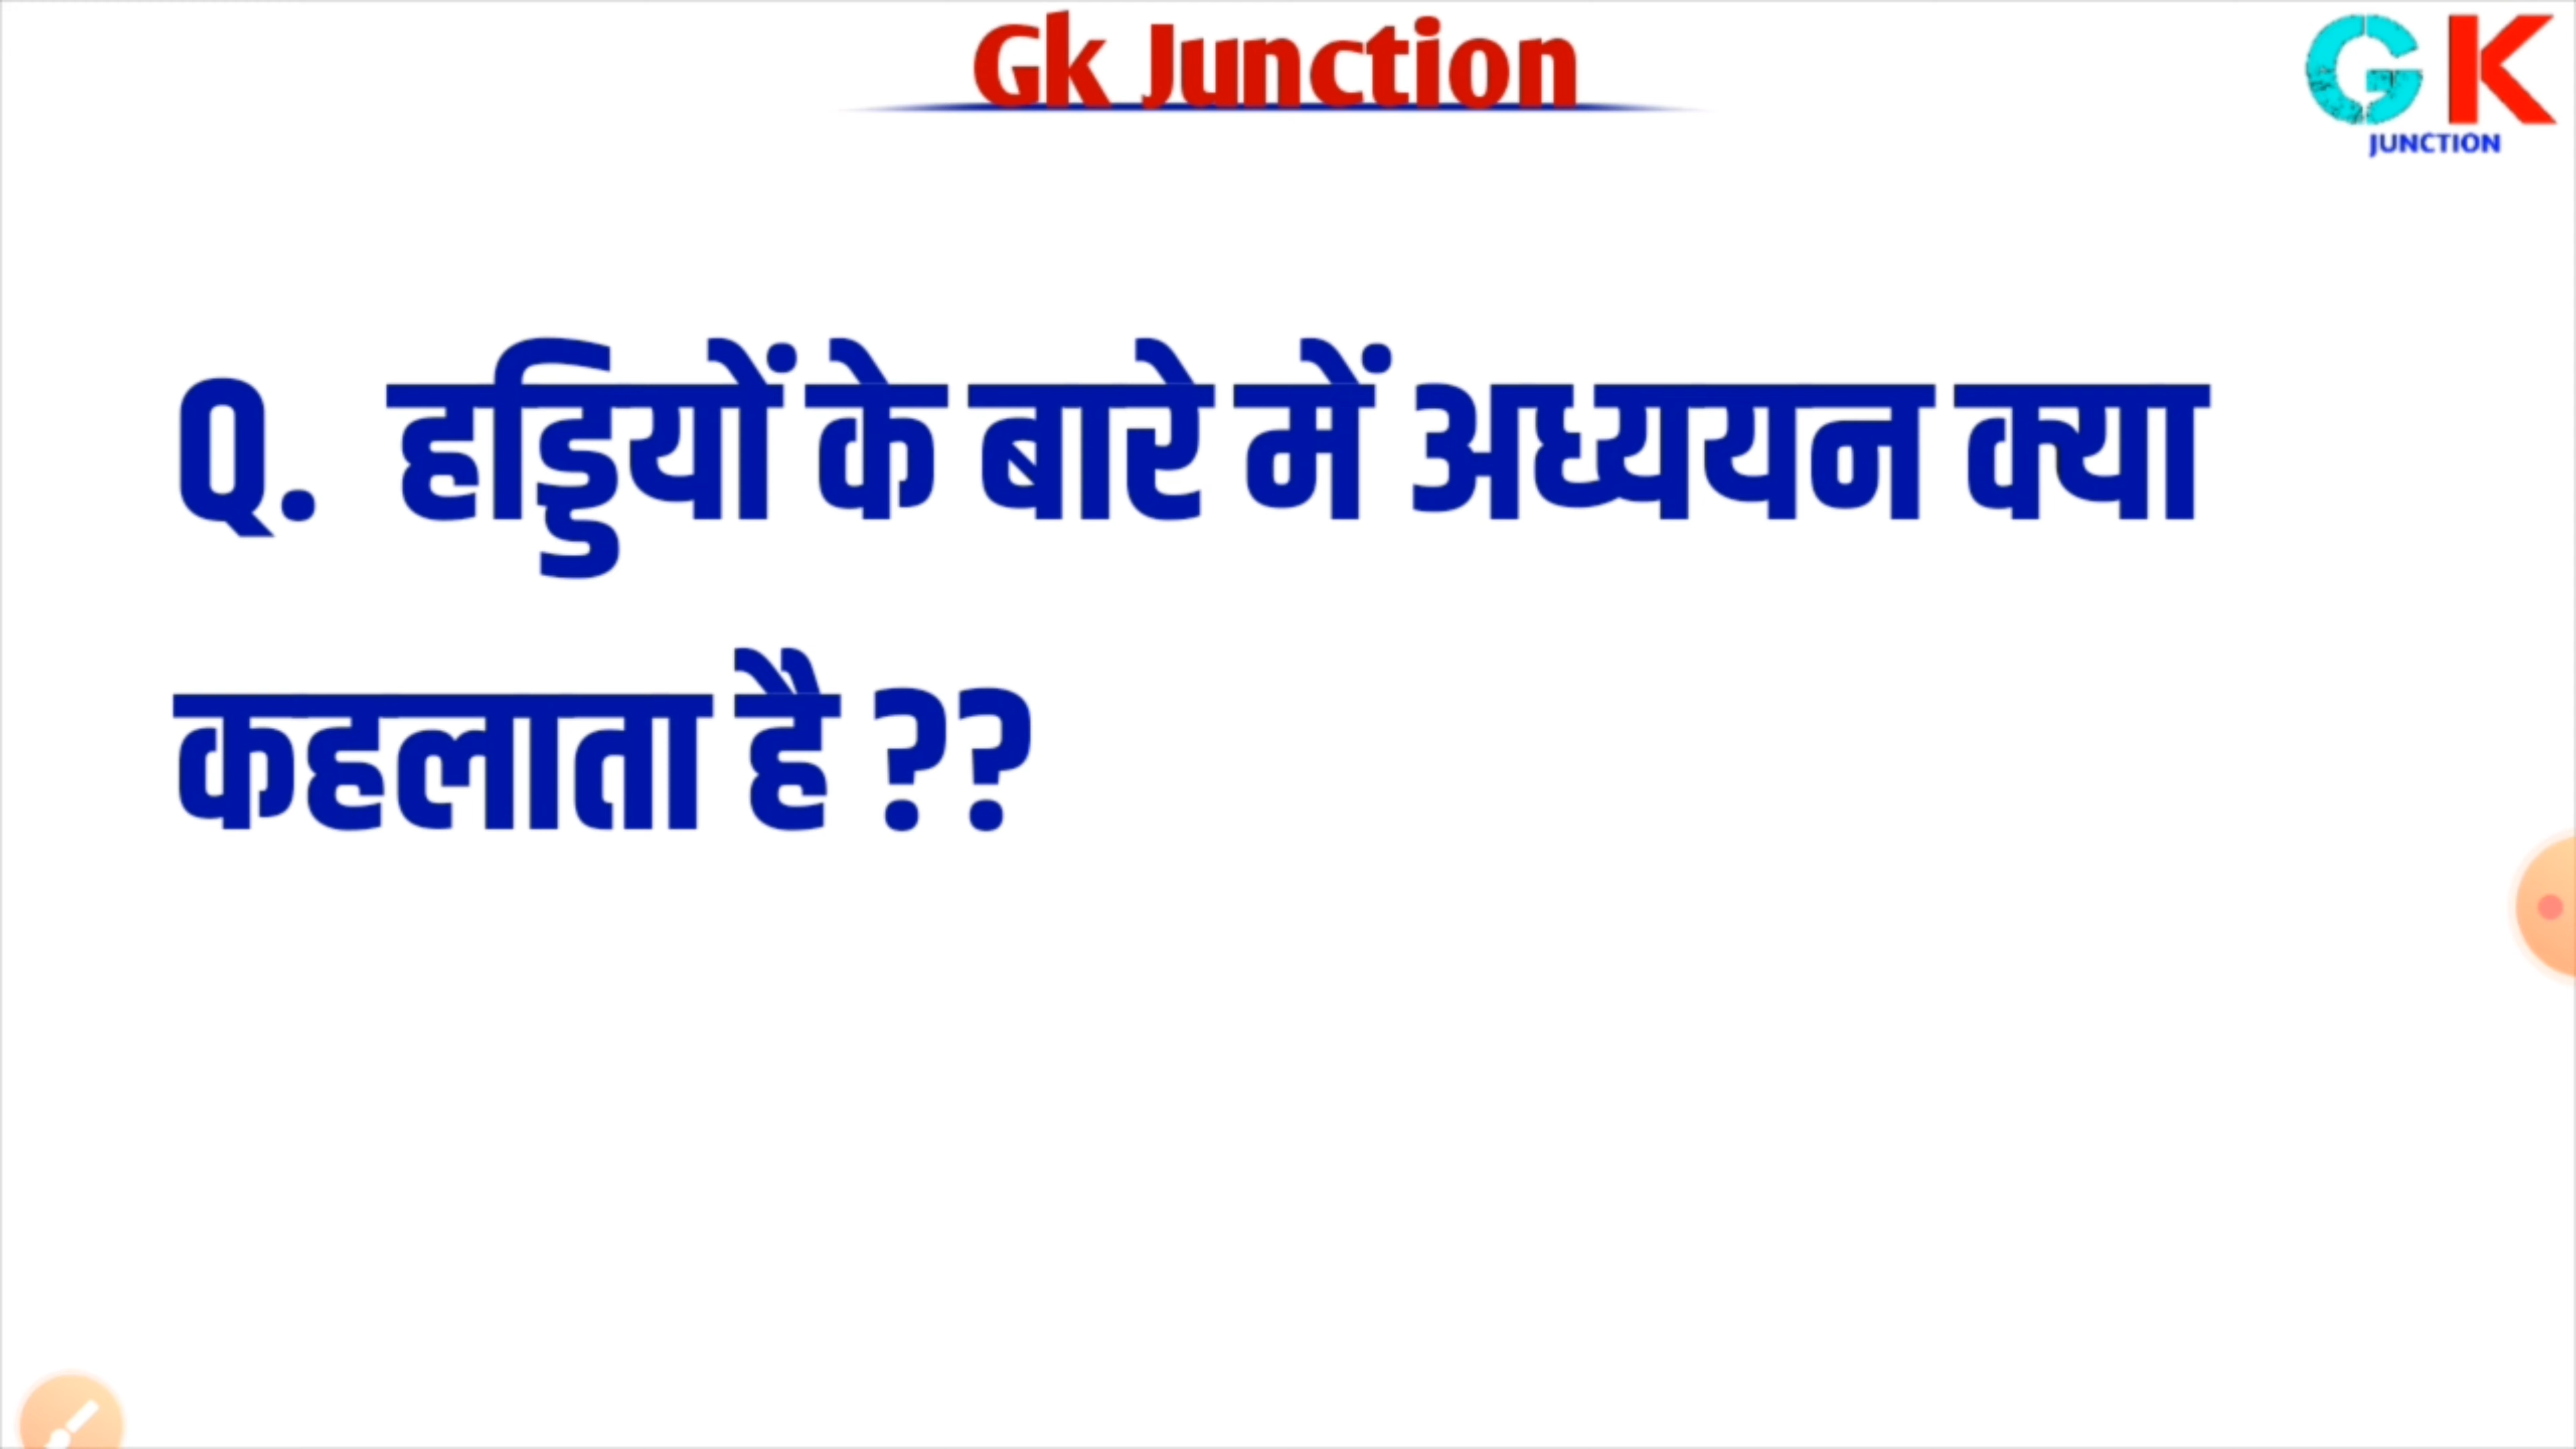 Gk Junction
GK
JUNCTION
Q. हड्डियों के बारे में अध्ययन क्या
कहलाता है ??